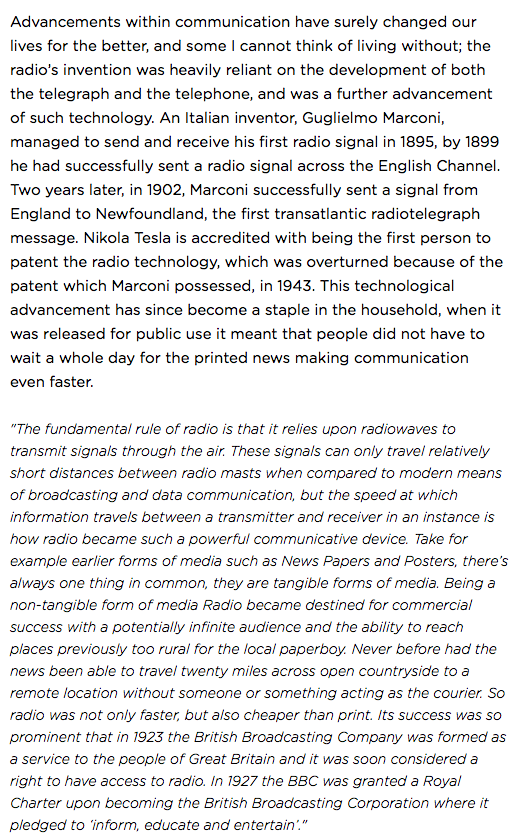 Advancements within communication have surely changed our
lives for the better, and some I cannot think of living without; the
radio's invention was heavily reliant on the development of both
the telegraph and the telephone, and was a further advancement
of such technology. An Italian inventor, Guglielmo Marconi,
managed to send and receive his first radio signal in 1895, by 1899
he had successfully sent a radio signal across the English Channel.
Two years later, in 1902, Marconi successfully sent a signal from
England to Newfoundland, the first transatlantic radiotelegraph
message. Nikola Tesla is accredited with being the first person to
patent the radio technology, which was overturned because of the
patent which Marconi possessed, in 1943. This technological
advancement has since become a staple in the household, when it
was released for public use it meant that people did not have to
wait a whole day for the printed news making communication
even faster.
"The fundamental rule of radio is that it relies upon radiowaves to
transmit signals through the air. These signals can only travel relatively
short distances between radio masts when compared to modern means
of broadcasting and data communication, but the speed at which
information travels between a transmitter and receiver in an instance is
how radio became such a powerful communicative device. Take for
example earlier forms of media such as News Papers and Posters, there's
always one thing in common, they are tangible forms of media. Being a
non-tangible form of media Radio became destined for commercial
success with a potentially infinite audience and the ability to reach
places previously too rural for the local paperboy. Never before had the
news been able to travel twenty miles across open countryside to a
remote location without someone or something acting as the courier. So
radio was not only faster, but also cheaper than print. Its success was so
prominent that in 1923 the British Broadcasting Company was formed as
a service to the people of Great Britain and it was soon considered a
right to have access to radio. In 1927 the BBC was granted a Royal
Charter upon becoming the British Broadcasting Corporation where it
pledged to 'inform, educate and entertain'."